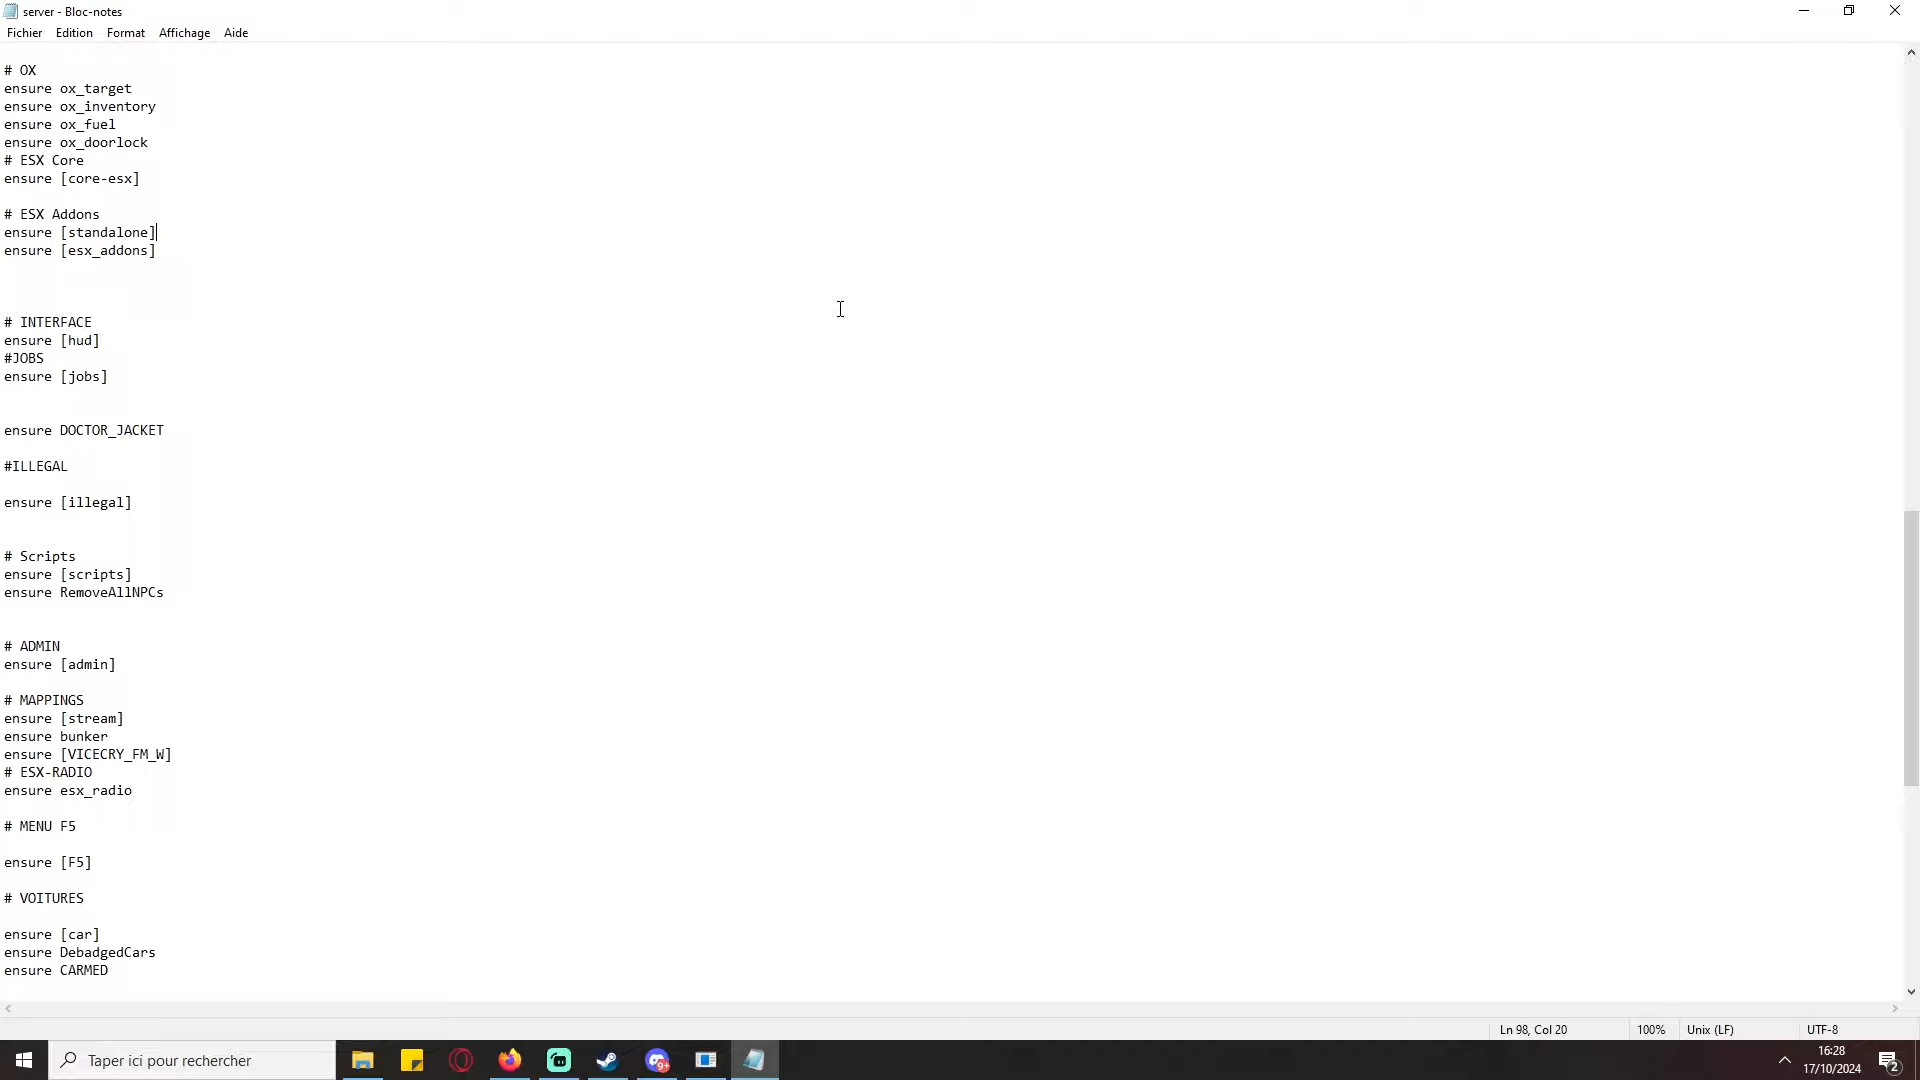 server - Bloc-notes
Fichier Edition Format Affichage Aide
# OX
ensure ox_target
ensure ox_inventory
ensure ox_fuel
ensure ox_doorlock
# ESX Core
ensure [core-esx]
# ESX Addons
ensure [standalone]
ensure [esx_addons]
# INTERFACE
ensure [hud]
#JOBS
ensure [jobs]
ensure DOCTOR_JACKET
#ILLEGAL
ensure [illegal]
# Scripts
ensure [scripts]
ensure RemoveAllNPCs
# ADMIN
ensure [admin]
# MAPPINGS
ensure [stream]
ensure bunker
ensure [VICECRY_FM_W]
# ESX-RADIO
ensure esx_radio
# MENU F5
ensure [F5]
# VOITURES
ensure [car]
ensure DebadgedCars
ensure CARMED
Ln 98, Col 20 100% Unix (LF) UTF-8
Taper ici pour rechercher
9+
16:28
17/10/2024
2